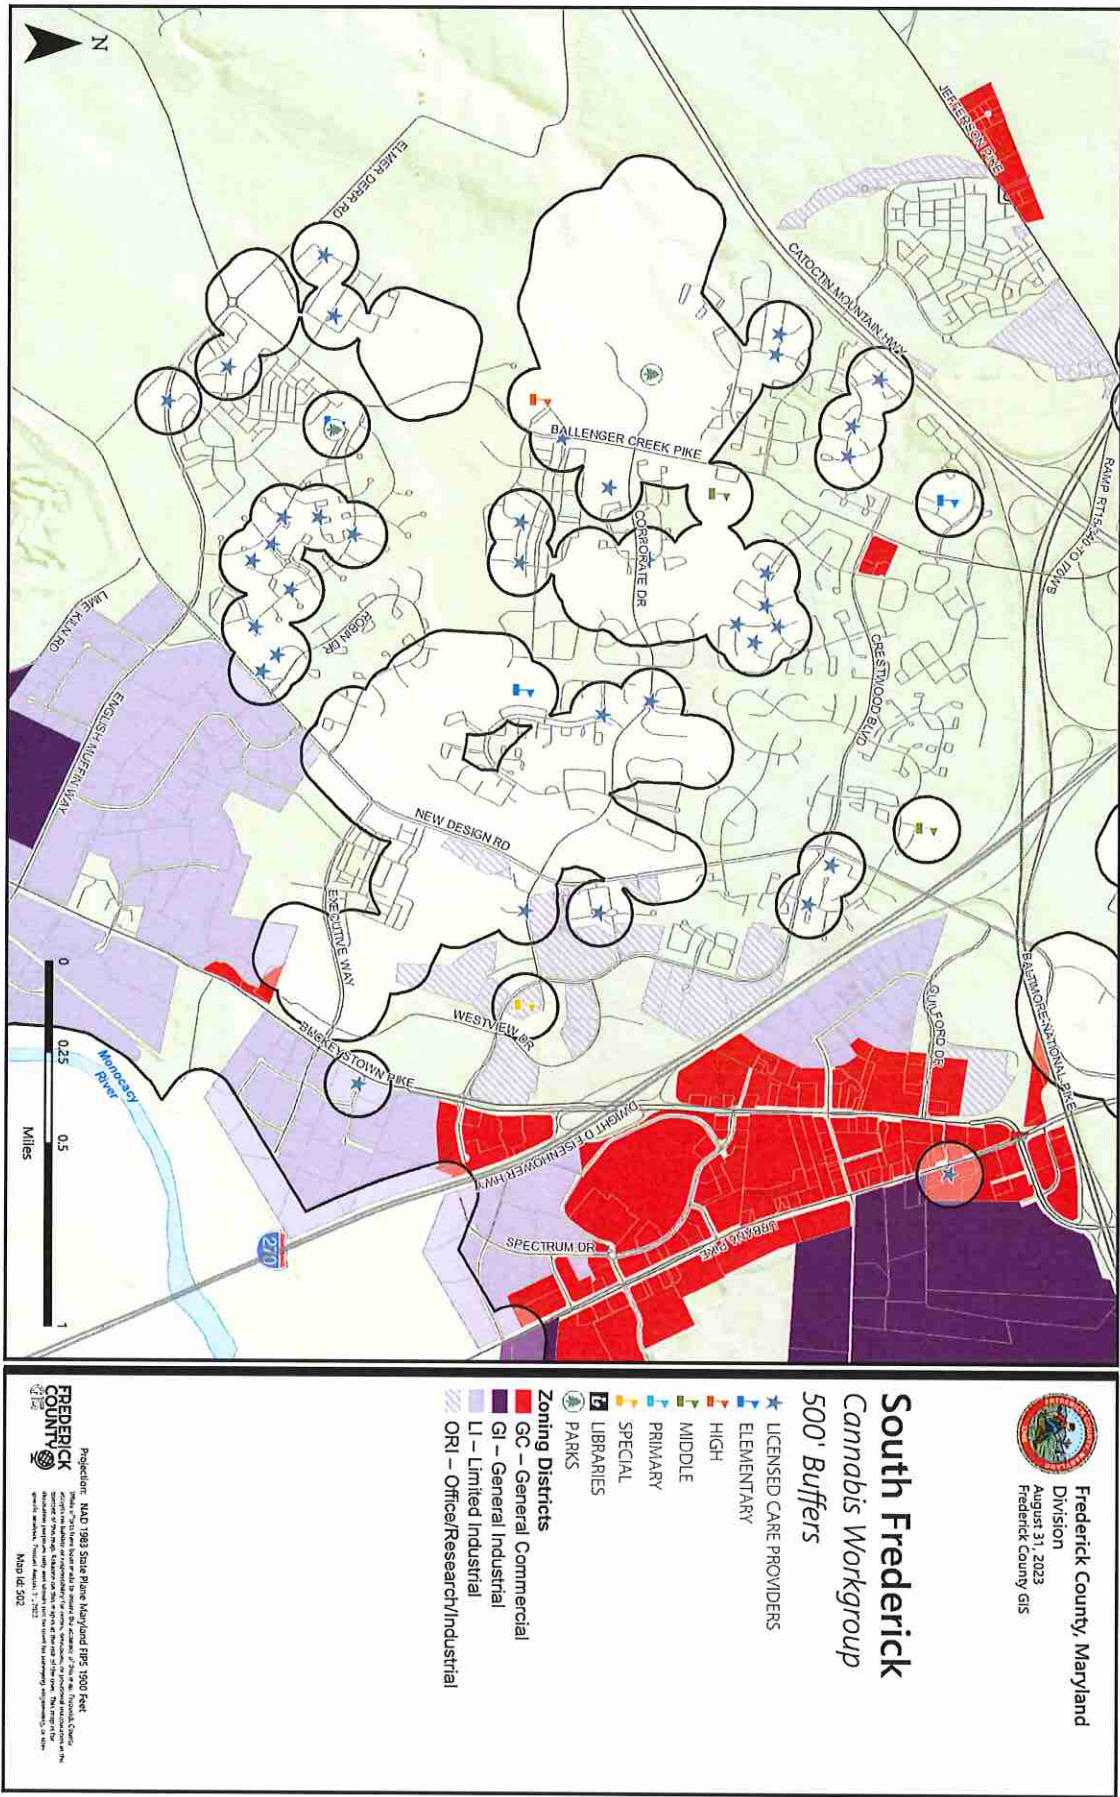 Frederick County, Maryland
Division
August 31, 2023
Frederick County GIS
South Frederick
Cannabis Workgroup
500' Buffers
LICENSED CARE PROVIDERS
ELEMENTARY
HIGH
MIDDLE
PRIMARY
SPECIAL
LIBRARIES
PARKS
Zoning Districts
GC – General Commercial
GI – General Industrial
LI – Limited Industrial
ORI – Office/Research/Industrial
FREDERICK
COUNTY
Projection: NAD 1983 State Plane Maryland FIPS 1900 Feet
Map Id: 502
N
JEFFERSON PIKE
ELMER DERR RD
CATOCTIN MOUNTAIN HWY
BALLENGER CREEK PIKE
CORPORATE DR
CRESTWOOD BLVD
ROBIN DR
LIME KILN RD
ENGLISH MUFFIN WAY
NEW DESIGN RD
EXECUTIVE WAY
WESTVIEW DR
BUCKEYSTOWN PIKE
GUILFORD DR
BALTIMORE-NATIONAL PIKE
DWIGHT D EISENHOWER HWY
URBANA PIKE
SPECTRUM DR
270
Monocacy
River
0 0.25 0.5 1
Miles